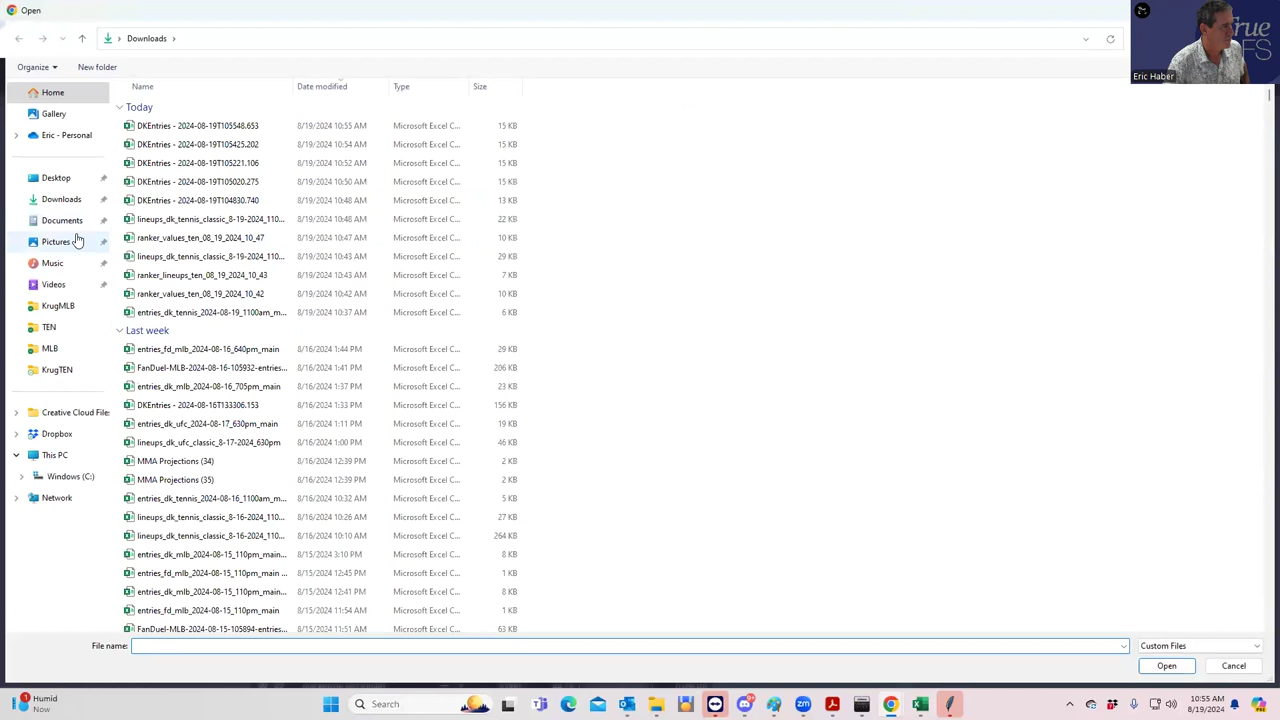 Open
Downloads
True
FS
Eric Haber
Organize
New folder
Name
Date modified
Type
Size
Home
Gallery
Eric - Personal
Desktop
Downloads
Documents
Pictures
Music
Videos
KrugMLB
TEN
MLB
KrugTEN
Creative Cloud Files
Dropbox
This PC
Windows (C:)
Network
Today
DKEntries - 2024-08-19T105548.653 8/19/2024 10:55 AM Microsoft Excel C... 15 KB
DKEntries - 2024-08-19T105425.202 8/19/2024 10:54 AM Microsoft Excel C... 15 KB
DKEntries - 2024-08-19T105221.106 8/19/2024 10:52 AM Microsoft Excel C... 15 KB
DKEntries - 2024-08-19T105020.275 8/19/2024 10:50 AM Microsoft Excel C... 15 KB
DKEntries - 2024-08-19T104830.740 8/19/2024 10:48 AM Microsoft Excel C... 13 KB
lineups_dk_tennis_classic_8-19-2024_110... 8/19/2024 10:48 AM Microsoft Excel C... 22 KB
ranker_values_ten_08_19_2024_10_47 8/19/2024 10:47 AM Microsoft Excel C... 10 KB
lineups_dk_tennis_classic_8-19-2024_110... 8/19/2024 10:43 AM Microsoft Excel C... 29 KB
ranker_lineups_ten_08_19_2024_10_43 8/19/2024 10:43 AM Microsoft Excel C... 7 KB
ranker_values_ten_08_19_2024_10_42 8/19/2024 10:42 AM Microsoft Excel C... 10 KB
entries_dk_tennis_2024-08-19_1100am_m... 8/19/2024 10:37 AM Microsoft Excel C... 6 KB
Last week
entries_fd_mlb_2024-08-16_640pm_main 8/16/2024 1:44 PM Microsoft Excel C... 29 KB
FanDuel-MLB-2024-08-16-105932-entries... 8/16/2024 1:41 PM Microsoft Excel C... 206 KB
entries_dk_mlb_2024-08-16_705pm_main 8/16/2024 1:37 PM Microsoft Excel C... 23 KB
DKEntries - 2024-08-16T133306.153 8/16/2024 1:33 PM Microsoft Excel C... 156 KB
entries_dk_ufc_2024-08-17_630pm_main 8/16/2024 1:11 PM Microsoft Excel C... 19 KB
lineups_dk_ufc_classic_8-17-2024_630pm 8/16/2024 1:00 PM Microsoft Excel C... 46 KB
MMA Projections (34) 8/16/2024 12:39 PM Microsoft Excel C... 2 KB
MMA Projections (35) 8/16/2024 12:39 PM Microsoft Excel C... 2 KB
entries_dk_tennis_2024-08-16_1100am_m... 8/16/2024 10:32 AM Microsoft Excel C... 5 KB
lineups_dk_tennis_classic_8-16-2024_110... 8/16/2024 10:26 AM Microsoft Excel C... 27 KB
lineups_dk_tennis_classic_8-16-2024_110... 8/16/2024 10:10 AM Microsoft Excel C... 264 KB
entries_dk_mlb_2024-08-15_110pm_main... 8/15/2024 3:10 PM Microsoft Excel C... 8 KB
entries_fd_mlb_2024-08-15_110pm_main ... 8/15/2024 12:45 PM Microsoft Excel C... 1 KB
entries_dk_mlb_2024-08-15_110pm_main... 8/15/2024 12:41 PM Microsoft Excel C... 8 KB
entries_fd_mlb_2024-08-15_110pm_main 8/15/2024 11:54 AM Microsoft Excel C... 1 KB
FanDuel-MLB-2024-08-15-105894-entries... 8/15/2024 11:51 AM Microsoft Excel C... 63 KB
File name:
Custom Files
Open
Cancel
Humid
Now
Search
10:55 AM
8/19/2024